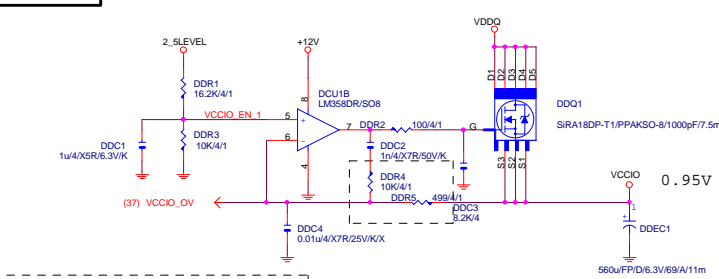 VDDQ
2_5LEVEL
+12V
D1
D2
D3
D4
D5
DDR1
16.2K/4/1
DCU1B
LM358DR/SO8
8
DDQ1
VCCIO_EN_1
5
+
7
DDR2
100/4/1
G
SiRA18DP-T1/PPAKSO-8/1000pF/7.5m
DDC1
1u/4/X5R/6.3V/K
DDR3
10K/4/1
6
-
4
DDC2
1n/4/X7R/50V/K
S3
S2
S1
DDR4
10K/4/1
VCCIO
0.95V
(37) VCCIO_OV
DDR5
499/4/1
DDC3
8.2K/4
1
DDC4
0.01u/4/X7R/25V/K/X
+
DDEC1
560u/FP/D/6.3V/69/A/11m